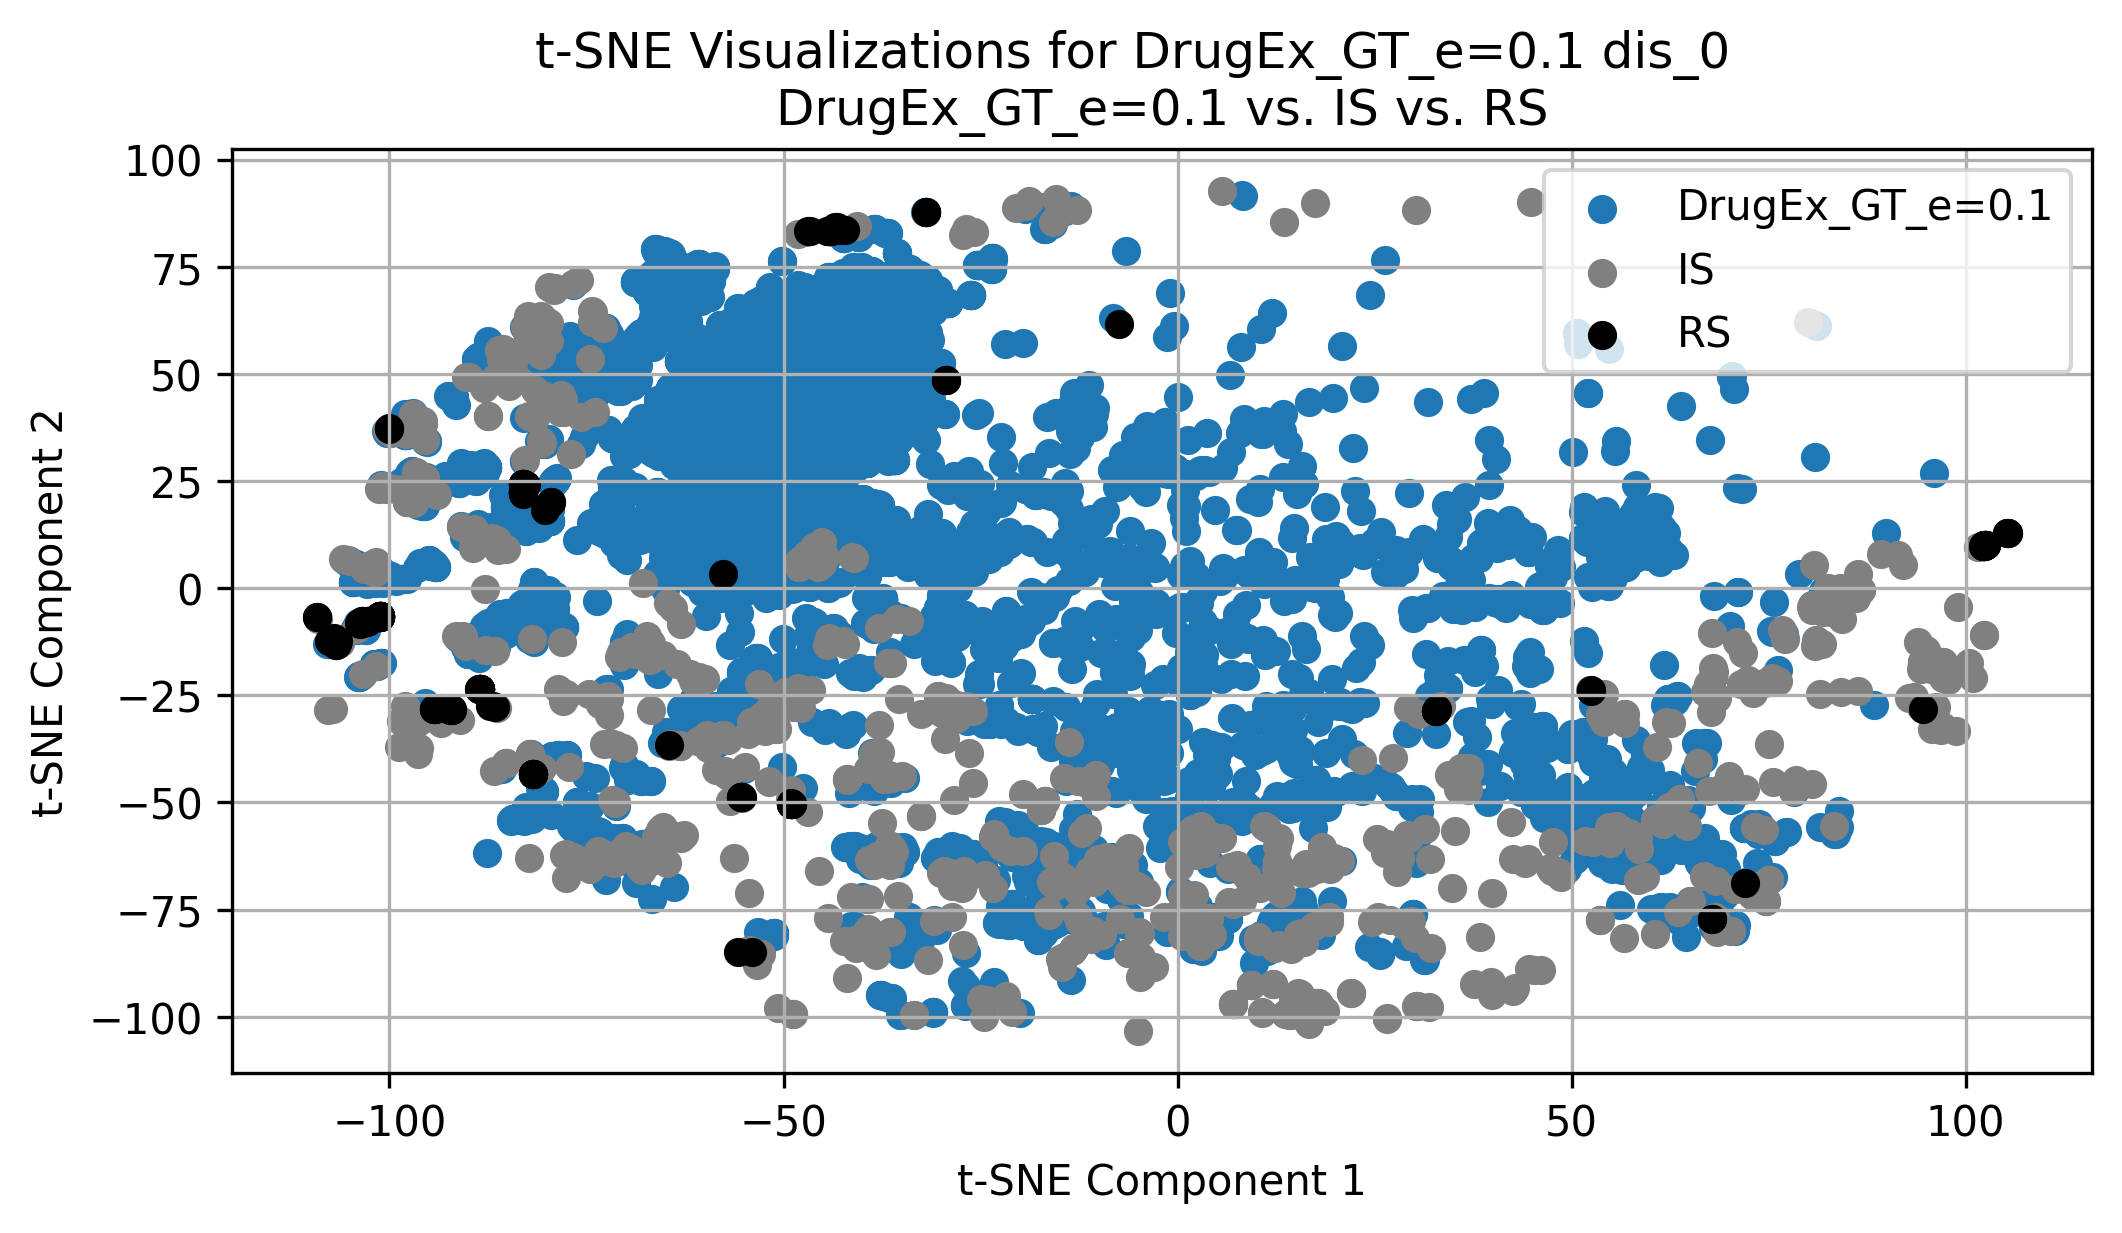 t-SNE Visualizations for DrugEx_GT_e=0.1 dis_0
DrugEx_GT_e=0.1 vs. IS vs. RS
DrugEx_GT_e=0.1
IS
RS
t-SNE Component 2
100
75
50
25
0
−25
−50
−75
−100
−100
−50
0
50
100
t-SNE Component 1